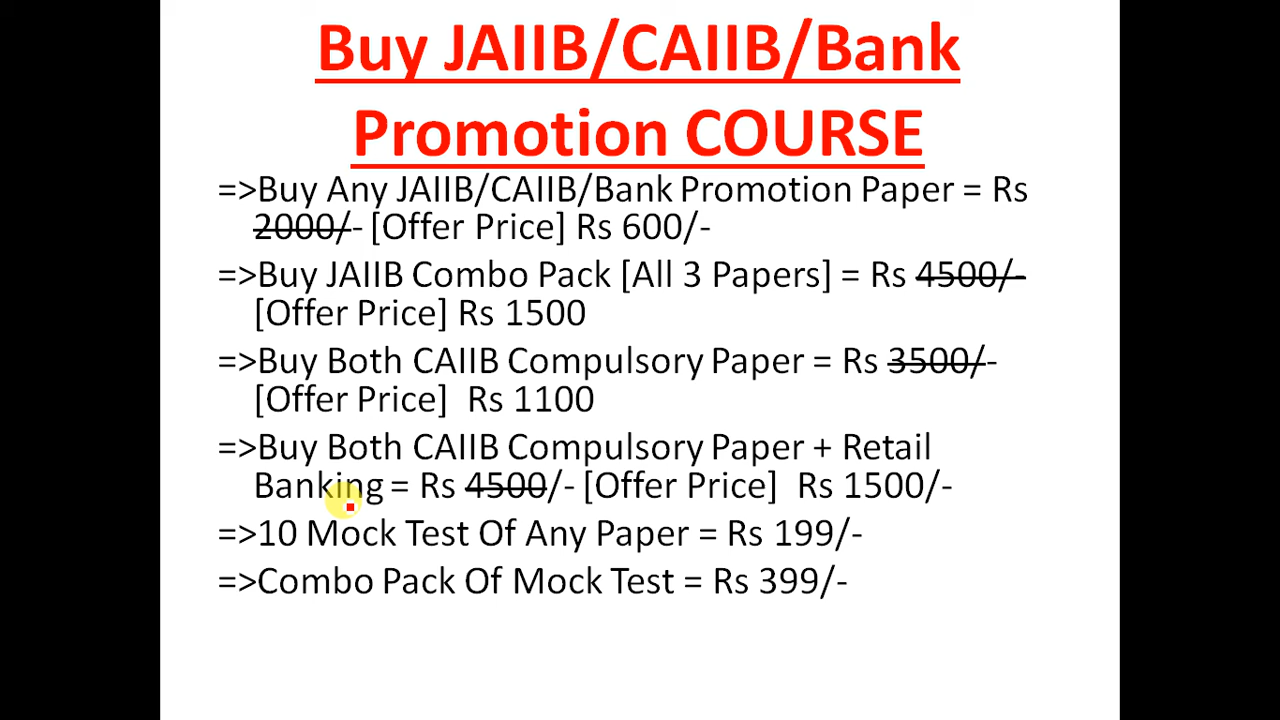 Buy JAIIB/CAIIB/Bank
Promotion COURSE
=>Buy Any JAIIB/CAIIB/Bank Promotion Paper = Rs
2000/- [Offer Price] Rs 600/-
=>Buy JAIIB Combo Pack [All 3 Papers] = Rs 4500/-
[Offer Price] Rs 1500
=>Buy Both CAIIB Compulsory Paper = Rs 3500/-
[Offer Price]  Rs 1100
=>Buy Both CAIIB Compulsory Paper + Retail
Banking = Rs 4500/- [Offer Price]  Rs 1500/-
=>10 Mock Test Of Any Paper = Rs 199/-
=>Combo Pack Of Mock Test = Rs 399/-